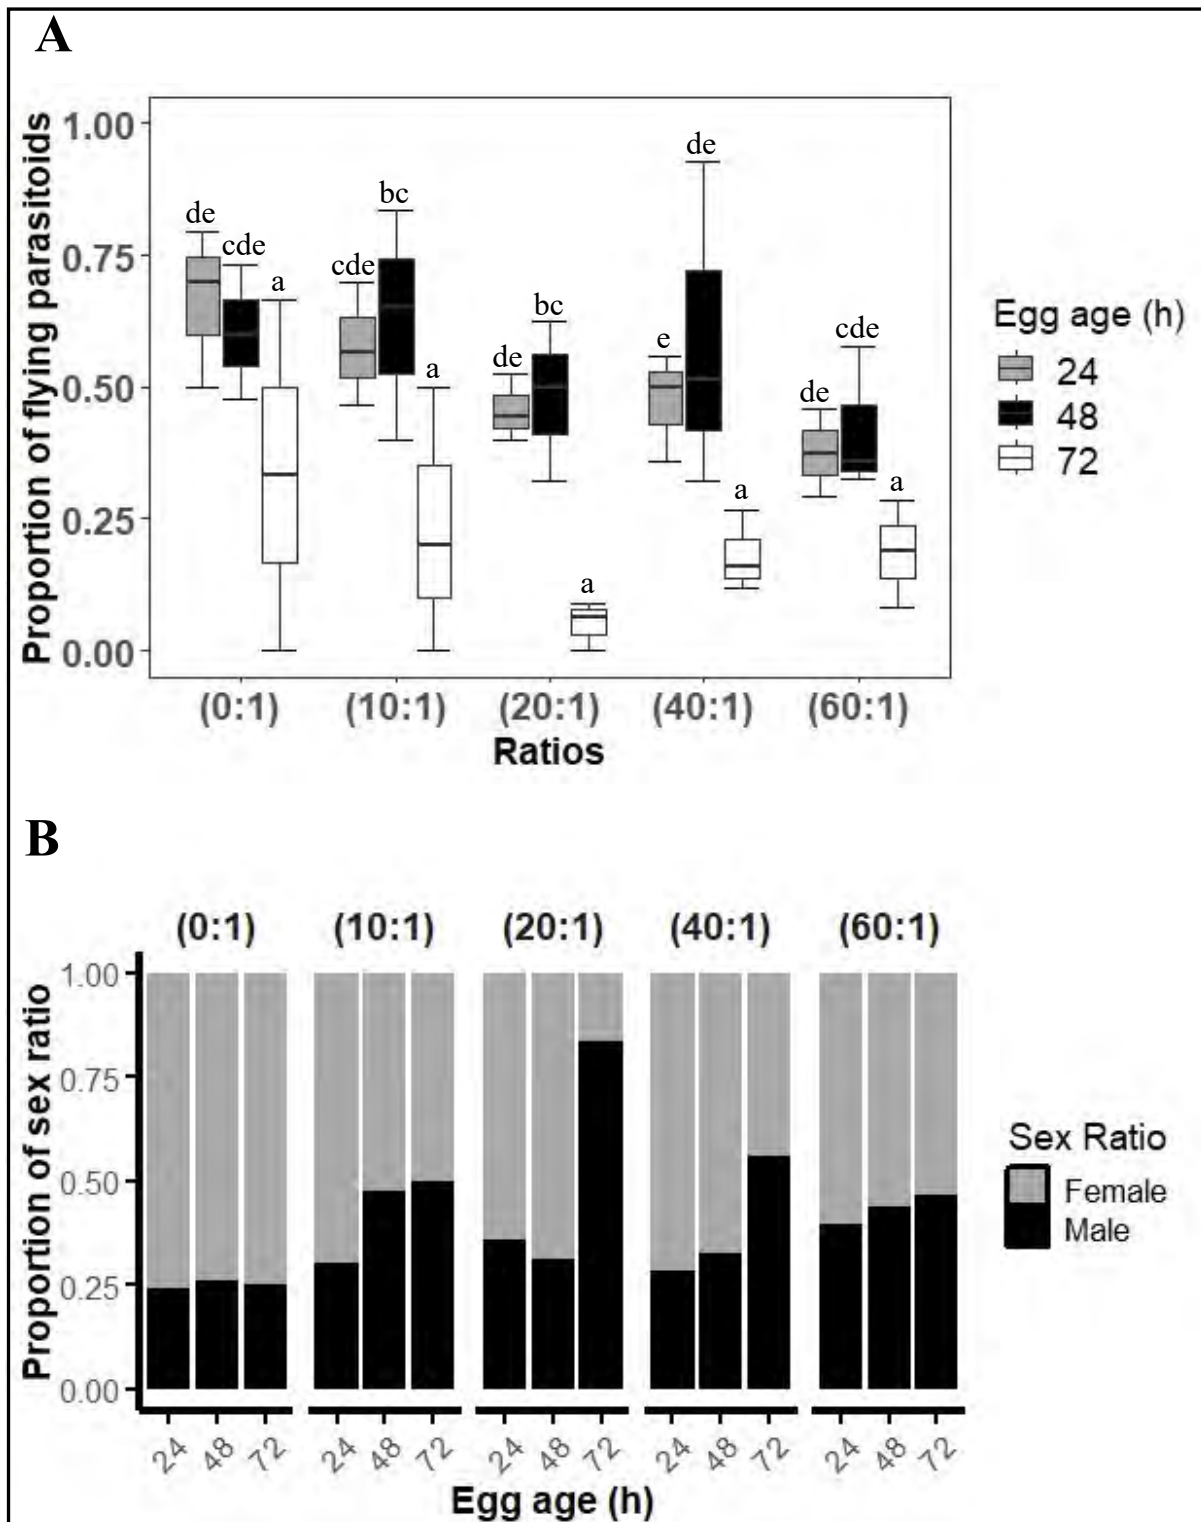 A
Proportion of flying parasitoids
1.00
0.75
0.50
0.25
0.00
de
cde
a
cde
bc
a
de
bc
a
e
de
a
de
cde
a
(0:1) (10:1) (20:1) (40:1) (60:1)
Ratios
Egg age (h)
24
48
72
B
(0:1) (10:1) (20:1) (40:1) (60:1)
Proportion of sex ratio
1.00
0.75
0.50
0.25
0.00
24 48 72 24 48 72 24 48 72 24 48 72 24 48 72
Egg age (h)
Sex Ratio
Female
Male